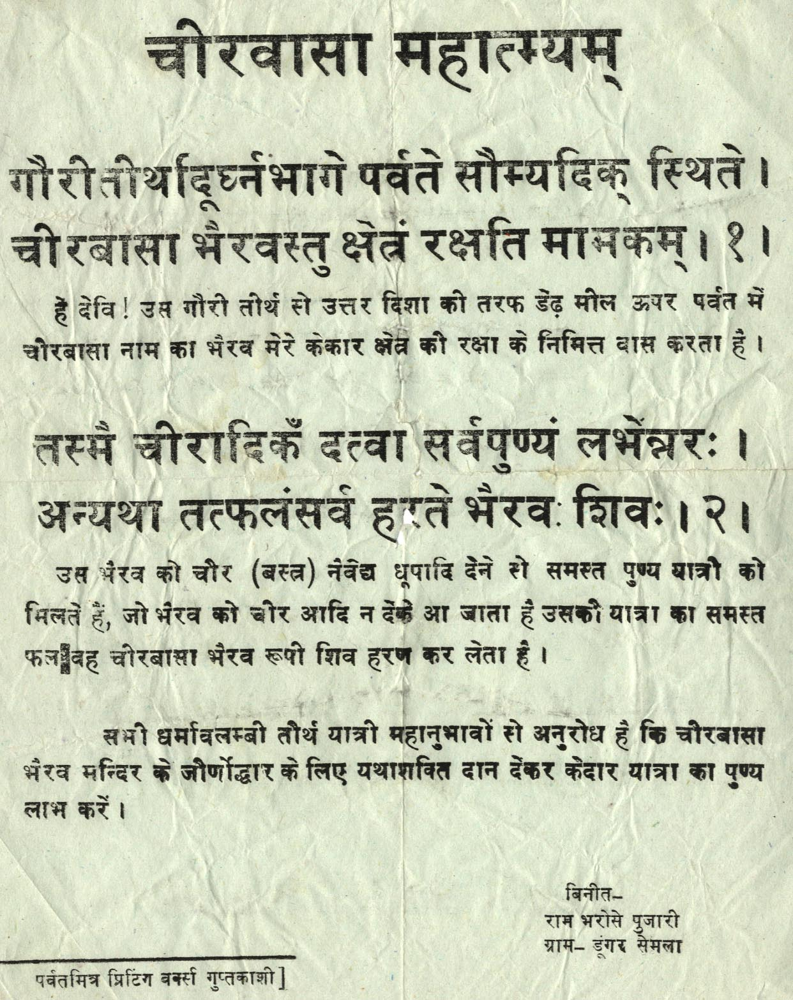 चीरवासा महात्म्यम्
गौरीतीर्थादूर्घ्नभागे पर्वते सौम्यदिक् स्थिते ।
चीरबासा भैरवस्तु क्षेत्रं रक्षति मामकम् । १ ।
हे देवि ! उस गौरी तीर्थ से उत्तर दिशा की तरफ डेढ़ मील ऊपर पर्वत में
चीरबासा नाम का भैरव मेरे केकार क्षेत्र की रक्षा के निमित्त वास करता है ।
तस्मै चीरादिकँ दत्वा सर्वपुण्यं लभेंन्नरः ।
अन्यथा तत्फलंसर्व हरते भैरवः शिवः । २ ।
उस भैरव को चीर (बस्त्र) नैवेद्य धूपादि देने से समस्त पुण्य यात्री को
मिलते हैं, जो भैरव को चीर आदि न देके आ जाता है उसकी यात्रा का समस्त
फल वह चीरबासा भैरव रूपी शिव हरण कर लेता है ।
सभी धर्मावलम्बी तीर्थ यात्री महानुभावों से अनुरोध है कि चीरबासा
भैरव मन्दिर के जीर्णोद्धार के लिए यथाशक्ति दान देकर केदार यात्रा का पुण्य
लाभ करें ।
बिनीत–
राम भरोसे पुजारी
ग्राम– डूंगर सेमला
पर्वतमित्र प्रिटिंग वर्क्स गुप्तकाशी]